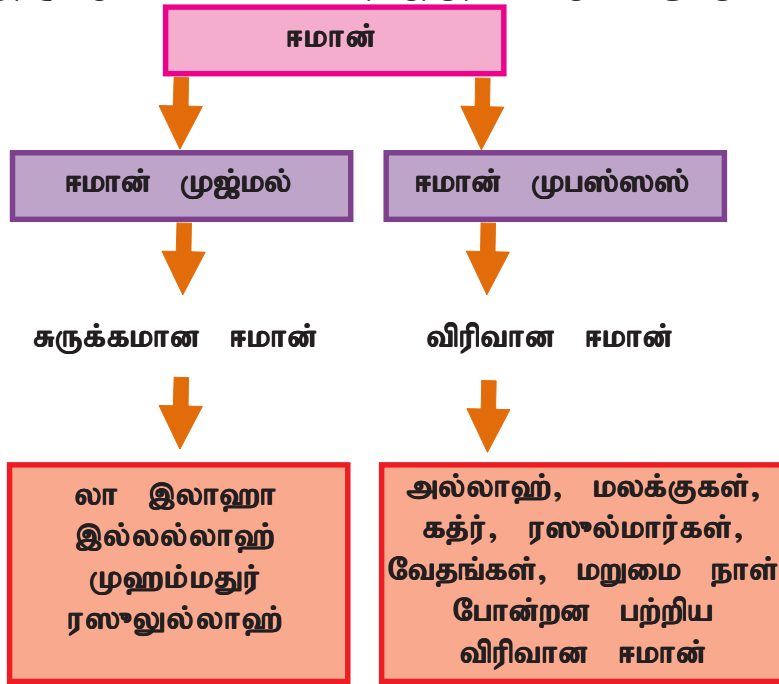 ஈமான்
ஈமான் முஜ்மல்
ஈமான் முபஸ்ஸஸ்
சுருக்கமான ஈமான்
விரிவான ஈமான்
லா இலாஹா
இல்லல்லாஹ்
முஹம்மதுர்
ரஸூலுல்லாஹ்
அல்லாஹ், மலக்குகள்,
கத்ர், ரஸூல்மார்கள்,
வேதங்கள், மறுமை நாள்
போன்றன பற்றிய
விரிவான ஈமான்